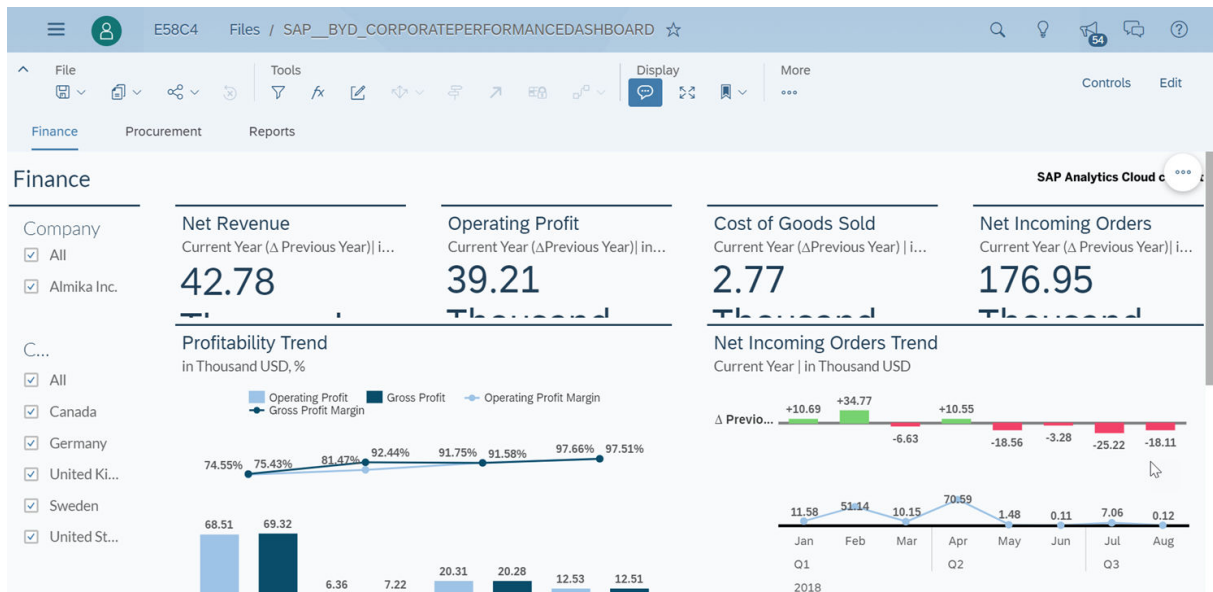 E58C4 Files / SAP__BYD_CORPORATEPERFORMANCEDASHBOARD
54
File Tools Display More
fx
Controls Edit
Finance Procurement Reports
Finance
SAP Analytics Cloud
Company
All
Almika Inc.
C...
All
Canada
Germany
United Ki...
Sweden
United St...
Net Revenue
Current Year (Δ Previous Year)| i...
42.78
Operating Profit
Current Year (ΔPrevious Year)| in...
39.21
Thousand
Cost of Goods Sold
Current Year (ΔPrevious Year) | i...
2.77
Thousand
Net Incoming Orders
Current Year (Δ Previous Year)| i...
176.95
Thousand
Profitability Trend
in Thousand USD, %
Operating Profit Gross Profit Operating Profit Margin
Gross Profit Margin
74.55% 75.43% 81.47% 92.44% 91.75% 91.58% 97.66% 97.51%
68.51 69.32 6.36 7.22 20.31 20.28 12.53 12.51
Net Incoming Orders Trend
Current Year | in Thousand USD
Δ Previo... +10.69 +34.77 -6.63 +10.55 -18.56 -3.28 -25.22 -18.11
11.58 51.14 10.15 70.59 1.48 0.11 7.06 0.12
Jan Feb Mar Apr May Jun Jul Aug
Q1 Q2 Q3
2018